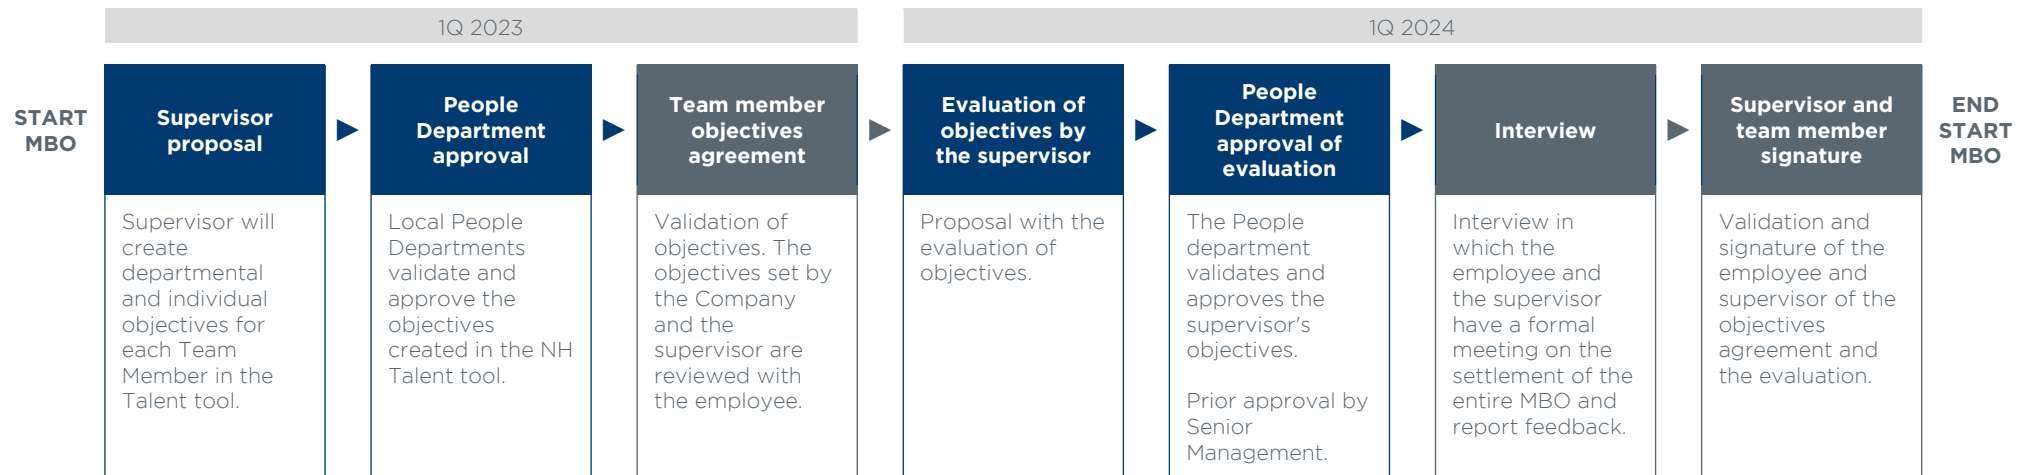 1Q 2023
1Q 2024
START
MBO
Supervisor
proposal
People
Department
approval
Team member
objectives
agreement
Evaluation of
objectives by
the supervisor
People
Department
approval of
evaluation
Interview
Supervisor and
team member
signature
END
START
MBO
Supervisor will
create
departmental
and individual
objectives for
each Team
Member in the
Talent tool.
Local People
Departments
validate and
approve the
objectives
created in the NH
Talent tool.
Validation of
objectives. The
objectives set by
the Company
and the
supervisor are
reviewed with
the employee.
Proposal with the
evaluation of
objectives.
The People
department
validates and
approves the
supervisor's
objectives.
Prior approval by
Senior
Management.
Interview in
which the
employee and
the supervisor
have a formal
meeting on the
settlement of the
entire MBO and
report feedback.
Validation and
signature of the
employee and
supervisor of the
objectives
agreement and
the evaluation.